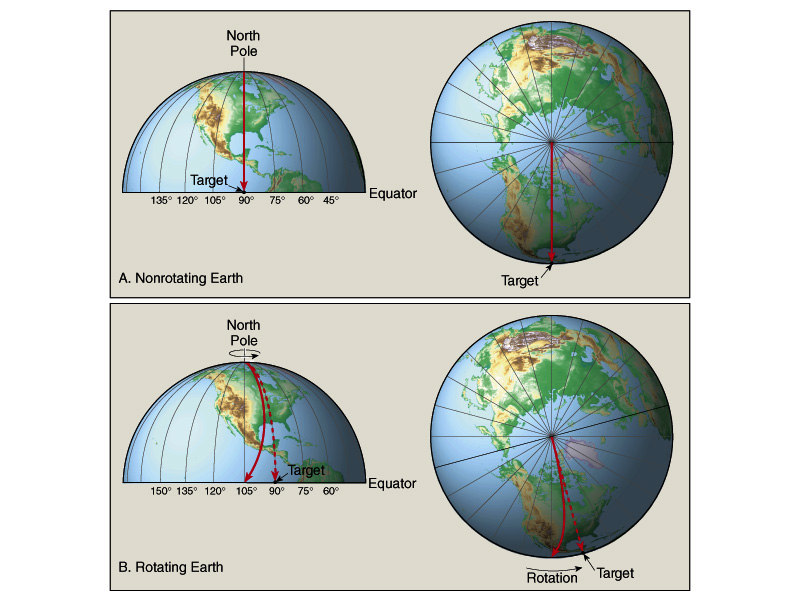 North
Pole
Target
Equator
135° 120° 105° 90° 75° 60° 45°
Target
A. Nonrotating Earth
North
Pole
Target
Equator
150° 135° 120° 105° 90° 75° 60°
Rotation
Target
B. Rotating Earth